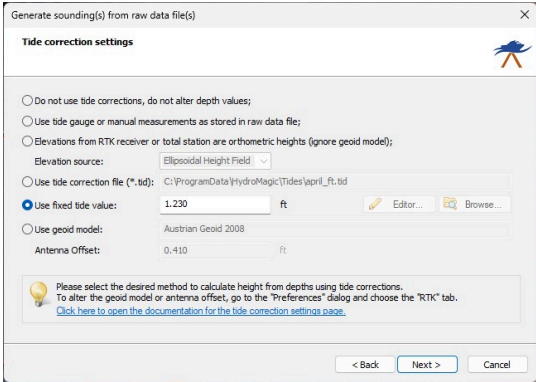 Generate sounding(s) from raw data file(s)
Tide correction settings
Do not use tide corrections, do not alter depth values;
Use tide gauge or manual measurements as stored in raw data file;
Elevations from RTK receiver or total station are orthometric heights (ignore geoid model);
Elevation source: Ellipsoidal Height Field
Use tide correction file (*.tid): C:\ProgramData\HydroMagic\Tides\april_ft.tid
Use fixed tide value: 1.230 ft Editor... Browse...
Use geoid model: Austrian Geoid 2008
Antenna Offset: 0.410 ft
Please select the desired method to calculate height from depths using tide corrections.
To alter the geoid model or antenna offset, go to the "Preferences" dialog and choose the "RTK" tab.
Click here to open the documentation for the tide correction settings page.
< Back Next > Cancel